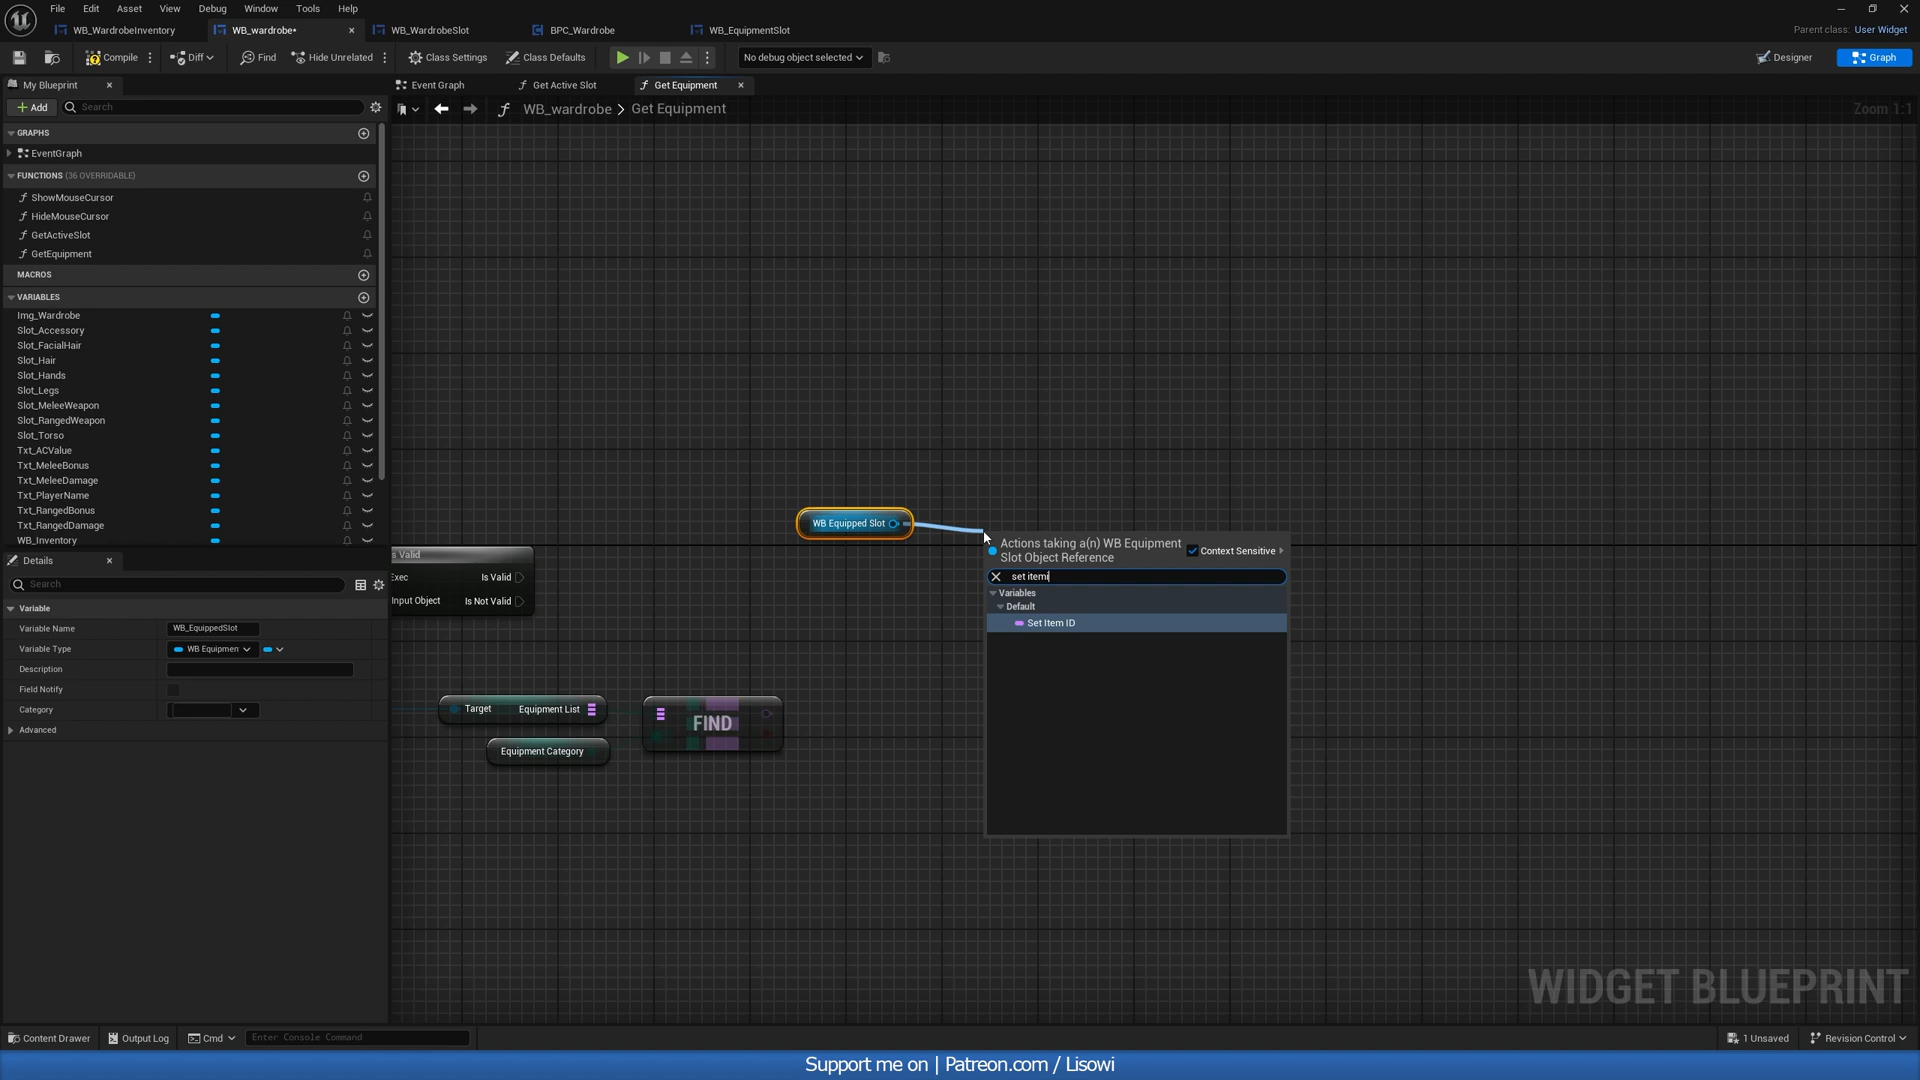 File Edit Asset View Debug Window Tools Help
WB_WardrobeInventory WB_wardrobe* WB_WardrobeSlot BPC_Wardrobe WB_EquipmentSlot
Parent class: User Widget
Compile Diff Find Hide Unrelated Class Settings Class Defaults No debug object selected Designer Graph
My Blueprint
Event Graph Get Active Slot Get Equipment
Add Search
WB_wardrobe > Get Equipment
Zoom 1:1
GRAPHS
EventGraph
FUNCTIONS (36 OVERRIDABLE)
ShowMouseCursor
HideMouseCursor
GetActiveSlot
GetEquipment
MACROS
VARIABLES
Img_Wardrobe
Slot_Accessory
Slot_FacialHair
Slot_Hair
Slot_Hands
Slot_Legs
Slot_MeleeWeapon
Slot_RangedWeapon
Slot_Torso
Txt_ACValue
Txt_MeleeBonus
Txt_MeleeDamage
Txt_PlayerName
Txt_RangedBonus
Txt_RangedDamage
WB_Inventory
Details
Search
Variable
Variable Name WB_EquippedSlot
Variable Type WB Equipmen
Description
Field Notify
Category
Advanced
s Valid
Exec Is Valid
Input Object Is Not Valid
WB Equipped Slot
Target Equipment List
Equipment Category
FIND
Actions taking a(n) WB Equipment
Slot Object Reference
Context Sensitive
set itemi
Variables
Default
Set Item ID
WIDGET BLUEPRINT
Content Drawer Output Log Cmd Enter Console Command 1 Unsaved Revision Control
Support me on | Patreon.com / Lisowi